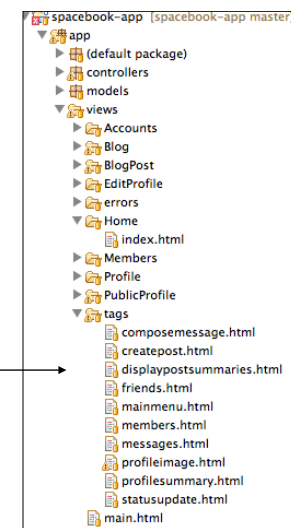 spacebook-app [spacebook-app master]
app
(default package)
controllers
models
views
Accounts
Blog
BlogPost
EditProfile
errors
Home
index.html
Members
Profile
PublicProfile
tags
composemessage.html
createpost.html
displaypostsummaries.html
friends.html
mainmenu.html
members.html
messages.html
profileimage.html
profilesummary.html
statusupdate.html
main.html